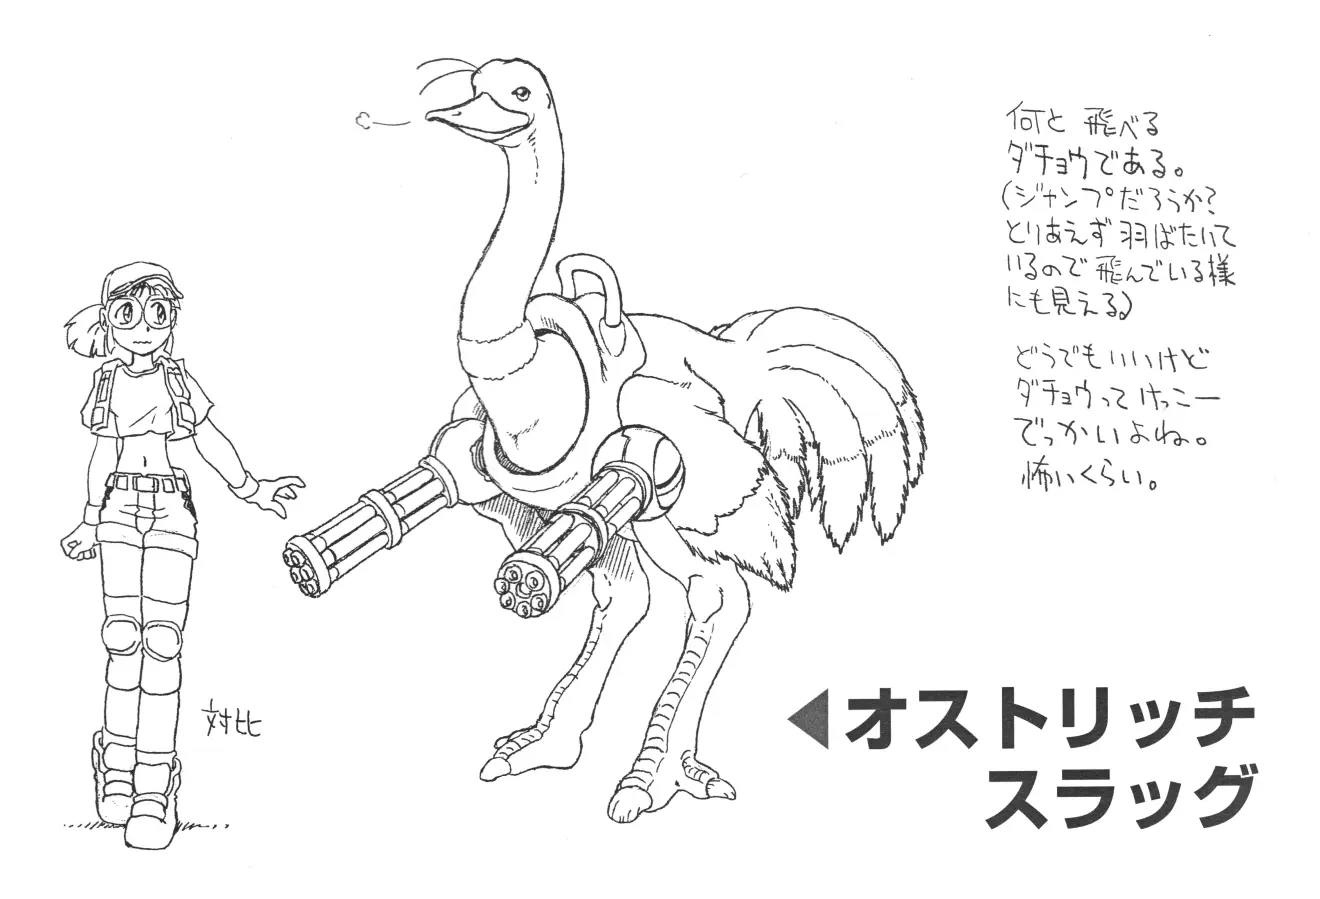 何と飛べる
ダチョウである。
(ジャンプだろうか?
とりあえず羽ばたいて
いるので飛んでいる様
にも見える)
どうでもいいけど
ダチョウってけっこー
でっかいよね。
怖いくらい。
対比
◀オストリッチ
スラッグ